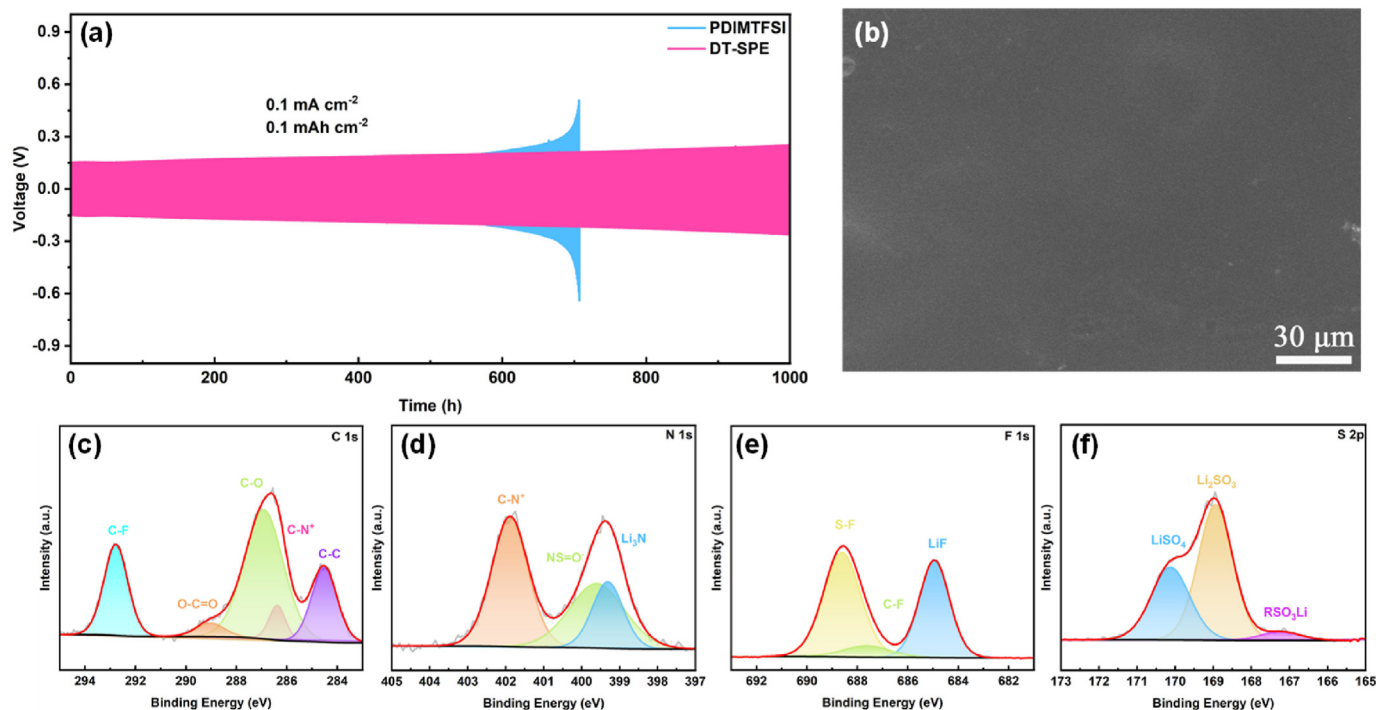 (a)
PDIMTFSI
DT-SPE
0.1 mA cm⁻²
0.1 mAh cm⁻²
Voltage (V)
0.9
0.6
0.3
0.0
-0.3
-0.6
-0.9
0 200 400 600 800 1000
Time (h)
(b)
30 μm
(c)
C 1s
C-F
O-C=O
C-O
C-N⁺
C-C
Intensity (a.u.)
294 292 290 288 286 284
Binding Energy (eV)
(d)
N 1s
C-N⁺
NS=O⁻
Li₃N
Intensity (a.u.)
405 404 403 402 401 400 399 398 397
Binding Energy (eV)
(e)
F 1s
S-F
C-F
LiF
Intensity (a.u.)
692 690 688 686 684 682
Binding Energy (eV)
(f)
S 2p
LiSO₄
Li₂SO₃
RSO₃Li
Intensity (a.u.)
173 172 171 170 169 168 167 166 165
Binding Energy (eV)